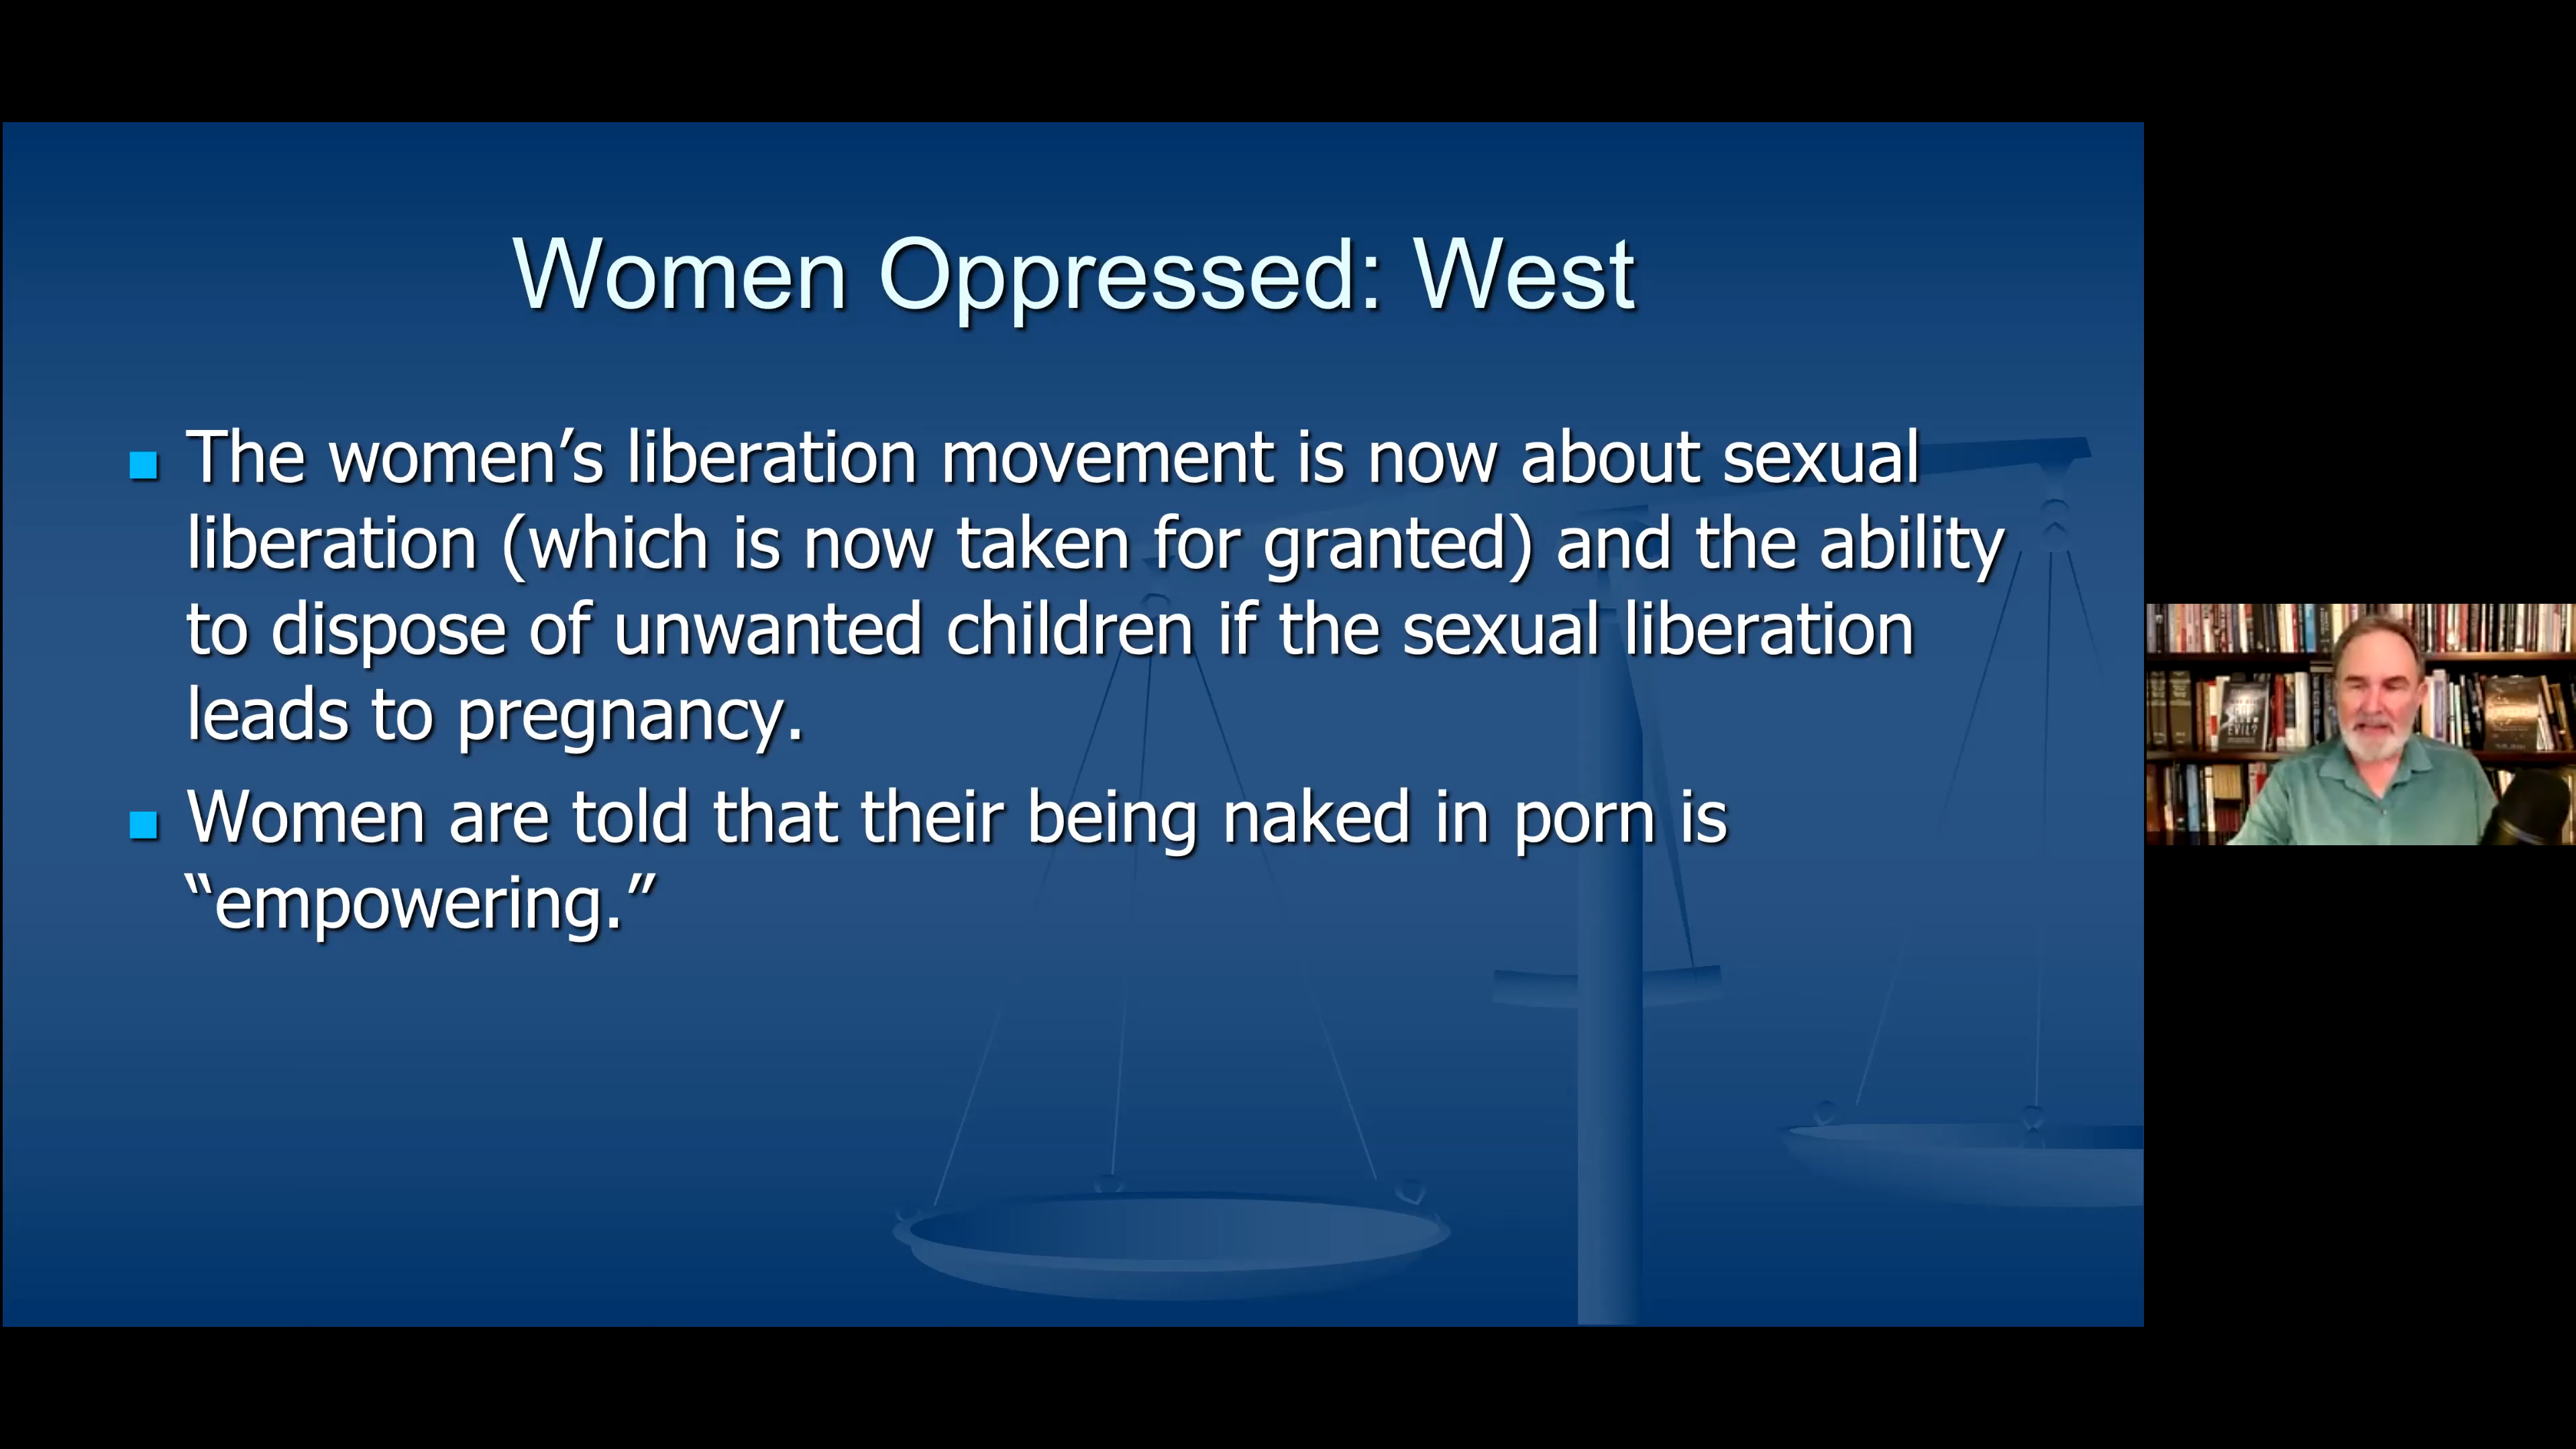 Women Oppressed: West
The women’s liberation movement is now about sexual
liberation (which is now taken for granted) and the ability
to dispose of unwanted children if the sexual liberation
leads to pregnancy.
Women are told that their being naked in porn is
“empowering.”
EVIL?